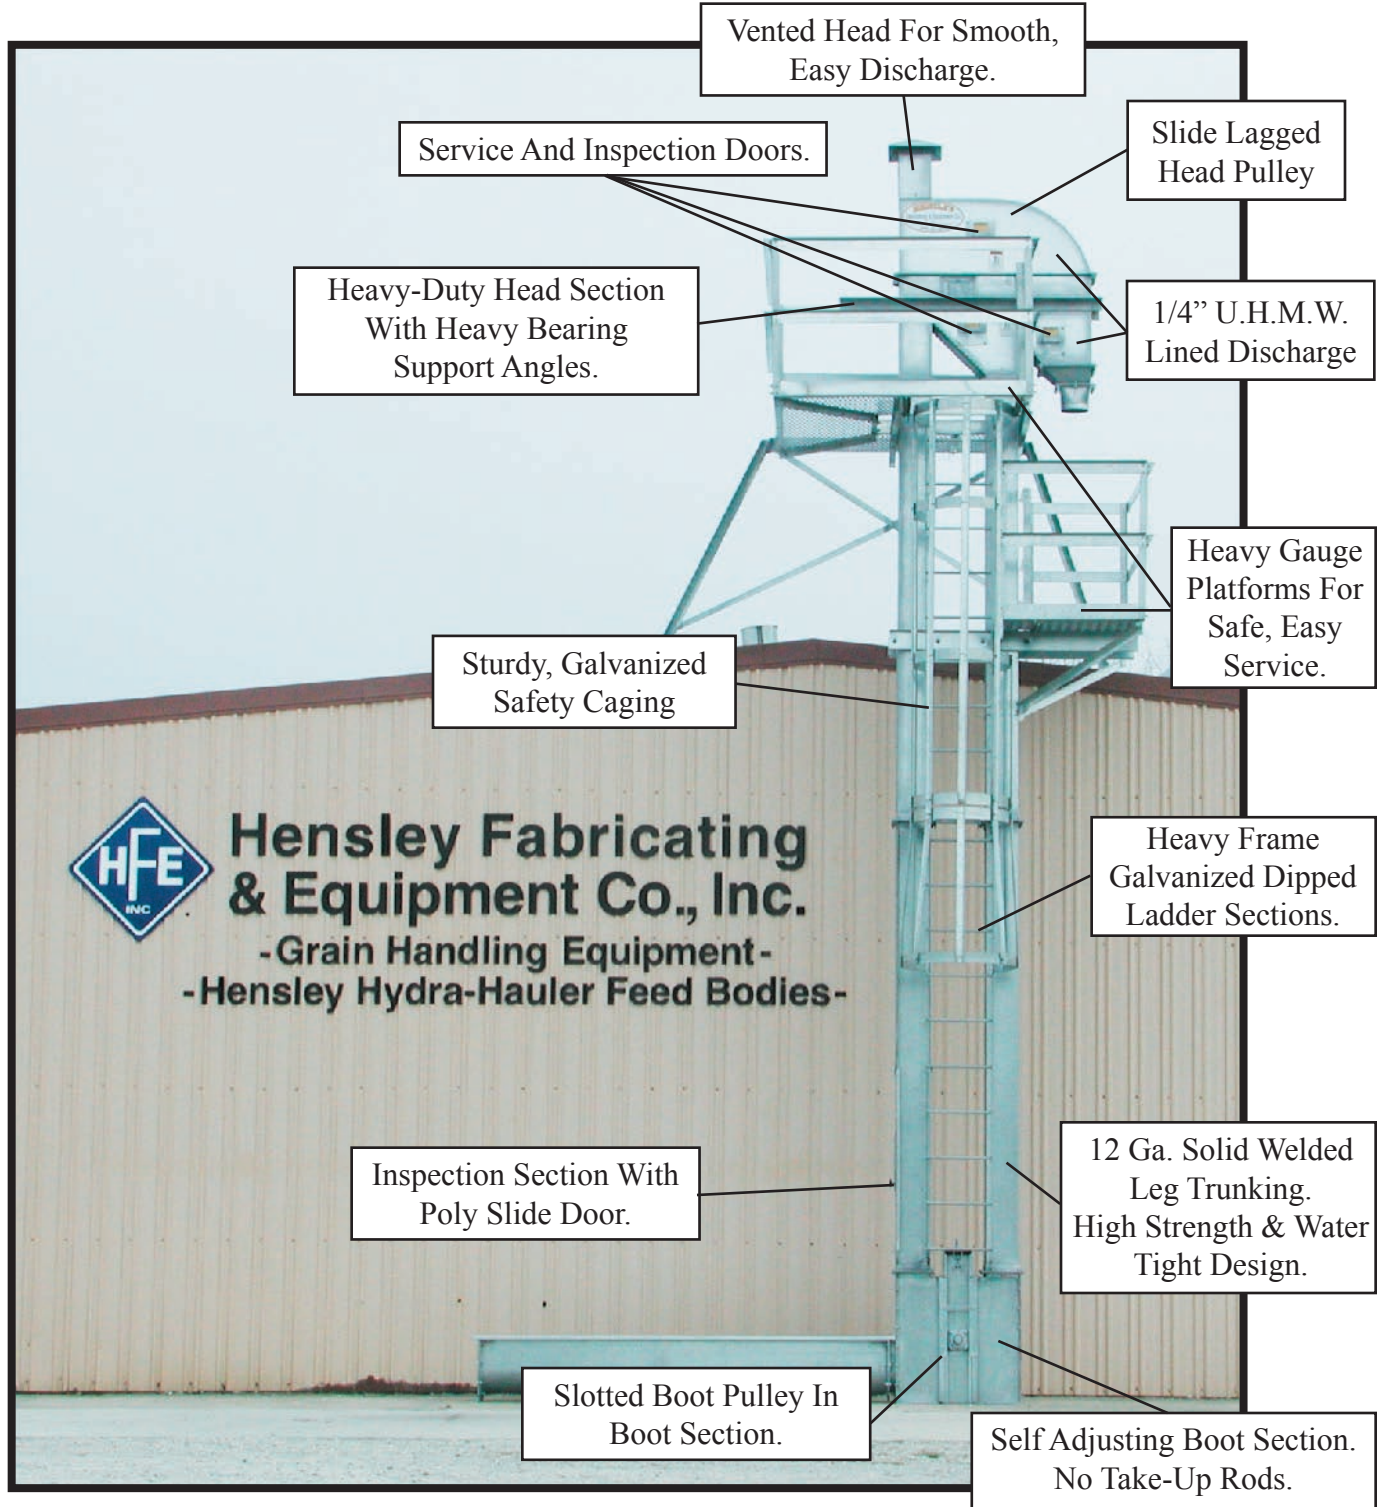 Vented Head For Smooth,
Easy Discharge.
Service And Inspection Doors.
Slide Lagged
Head Pulley
Heavy-Duty Head Section
With Heavy Bearing
Support Angles.
1/4” U.H.M.W.
Lined Discharge
Heavy Gauge
Platforms For
Safe, Easy
Service.
Sturdy, Galvanized
Safety Caging
HFE
INC
Hensley Fabricating
& Equipment Co., Inc.
-Grain Handling Equipment-
-Hensley Hydra-Hauler Feed Bodies-
Heavy Frame
Galvanized Dipped
Ladder Sections.
Inspection Section With
Poly Slide Door.
12 Ga. Solid Welded
Leg Trunking.
High Strength & Water
Tight Design.
Slotted Boot Pulley In
Boot Section.
Self Adjusting Boot Section.
No Take-Up Rods.